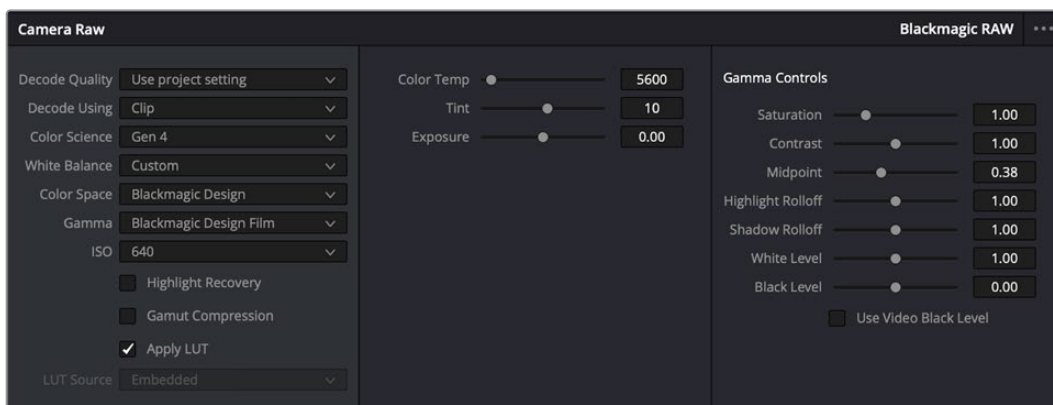 Camera Raw
Blackmagic RAW
Decode Quality Use project setting
Decode Using Clip
Color Science Gen 4
White Balance Custom
Color Space Blackmagic Design
Gamma Blackmagic Design Film
ISO 640
Highlight Recovery
Gamut Compression
Apply LUT
LUT Source Embedded
Color Temp 5600
Tint 10
Exposure 0.00
Gamma Controls
Saturation 1.00
Contrast 1.00
Midpoint 0.38
Highlight Rolloff 1.00
Shadow Rolloff 1.00
White Level 1.00
Black Level 0.00
Use Video Black Level